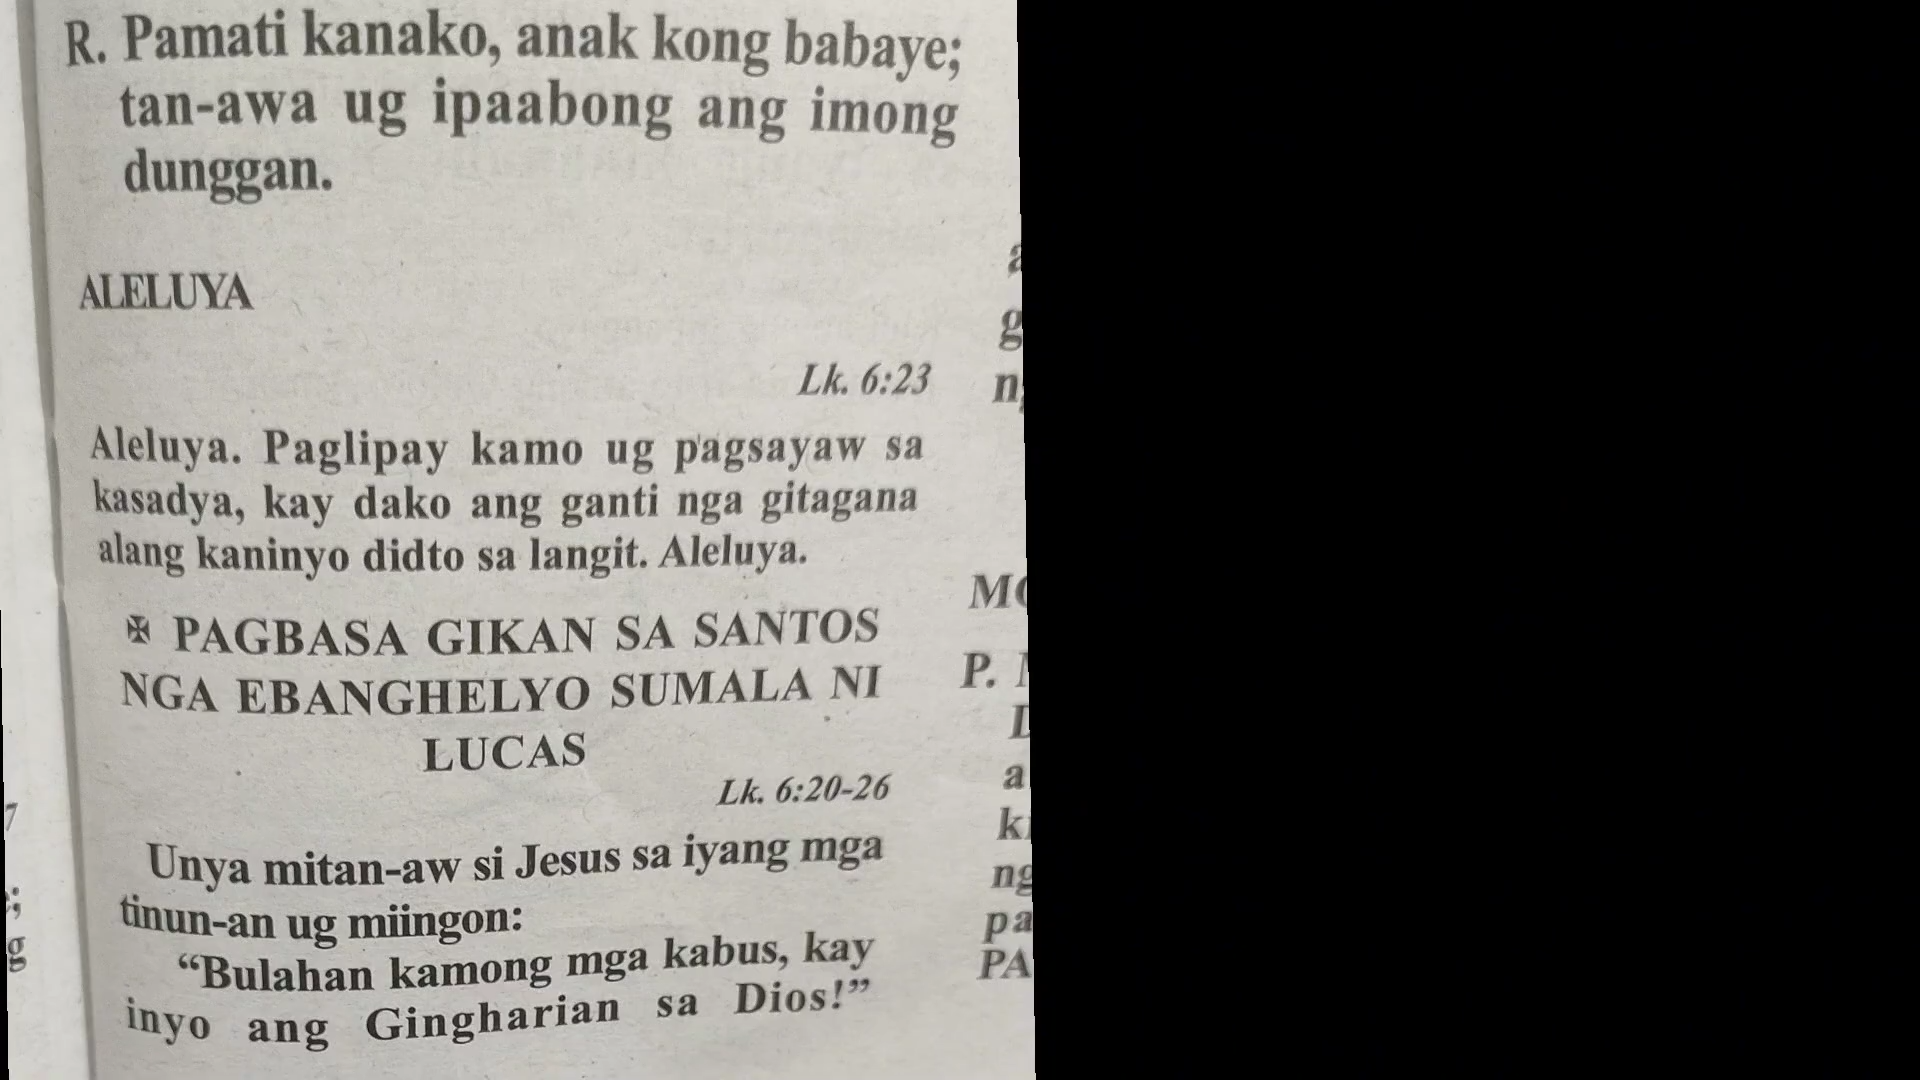 R. Pamati kanako, anak kong babaye;
tan-awa ug ipaabong ang imong
dunggan.
ALELUYA
Lk. 6:23
Aleluya. Paglipay kamo ug pagsayaw sa
kasadya, kay dako ang ganti nga gitagana
alang kaninyo didto sa langit. Aleluya.
✠ PAGBASA GIKAN SA SANTOS
NGA EBANGHELYO SUMALA NI
LUCAS
Lk. 6:20-26
Unya mitan-aw si Jesus sa iyang mga
tinun-an ug miingon:
“Bulahan kamong mga kabus, kay
inyo ang Gingharian sa Dios!”